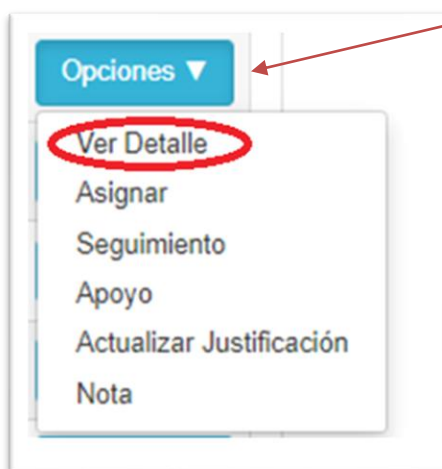 Opciones ▼
Ver Detalle
Asignar
Seguimiento
Apoyo
Actualizar Justificación
Nota